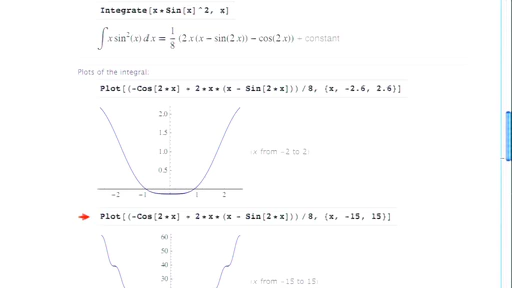 Integrate[x*Sin[x]^2, x]
∫ x sin²(x) dx = 1/8 (2 x (x − sin(2 x)) − cos(2 x)) + constant
Plots of the integral:
Plot[(-Cos[2*x] + 2*x*(x - Sin[2*x]))/8, {x, -2.6, 2.6}]
2.0
1.5
1.0
0.5
(x from −2 to 2)
−2 −1 1 2
Plot[(-Cos[2*x] + 2*x*(x - Sin[2*x]))/8, {x, -15, 15}]
60
50
40
30
(x from −15 to 15)